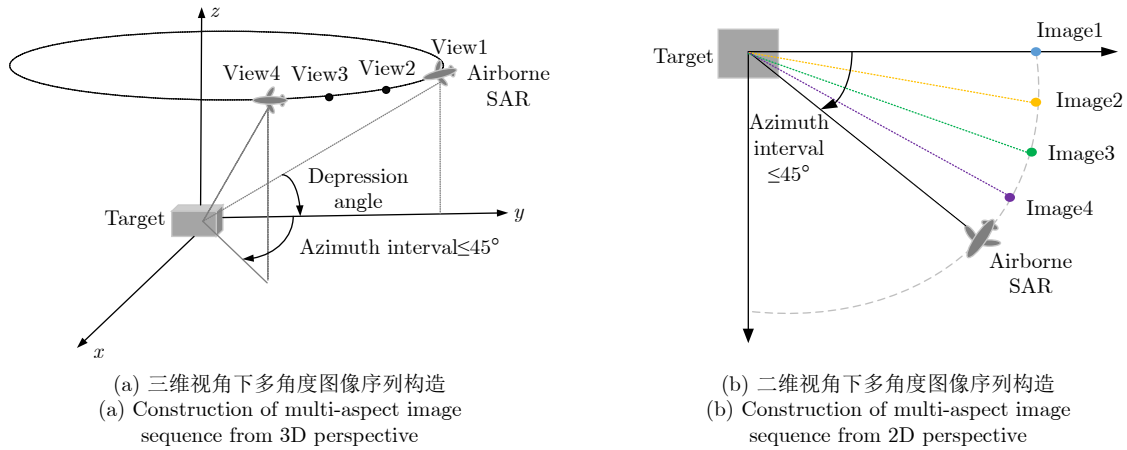 z
View1
View4
View3
View2
Airborne
SAR
Target
Depression
angle
y
Azimuth interval≤45°
x
(a) 三维视角下多角度图像序列构造
(a) Construction of multi-aspect image
sequence from 3D perspective
Image1
Target
Image2
Azimuth
interval
≤45°
Image3
Image4
Airborne
SAR
(b) 二维视角下多角度图像序列构造
(b) Construction of multi-aspect image
sequence from 2D perspective